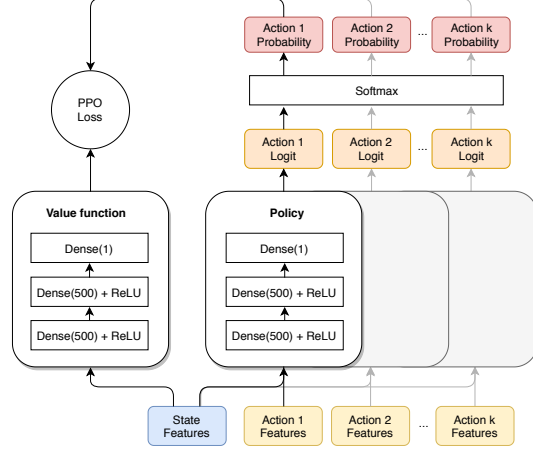 Action 1
Probability
Action 2
Probability
...
Action k
Probability
PPO
Loss
Softmax
Action 1
Logit
Action 2
Logit
...
Action k
Logit
Value function
Dense(1)
Dense(500) + ReLU
Dense(500) + ReLU
Policy
Dense(1)
Dense(500) + ReLU
Dense(500) + ReLU
State
Features
Action 1
Features
Action 2
Features
...
Action k
Features